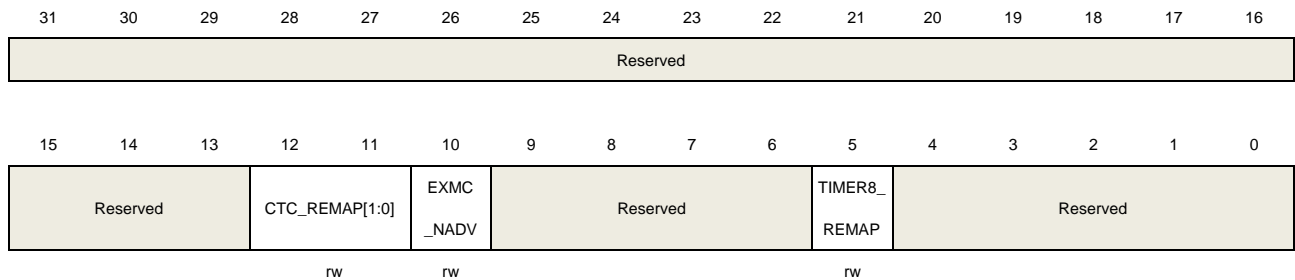 31 30 29 28 27 26 25 24 23 22 21 20 19 18 17 16
Reserved
15 14 13 12 11 10 9 8 7 6 5 4 3 2 1 0
Reserved CTC_REMAP[1:0] EXMC _NADV Reserved TIMER8_ REMAP Reserved
rw rw rw